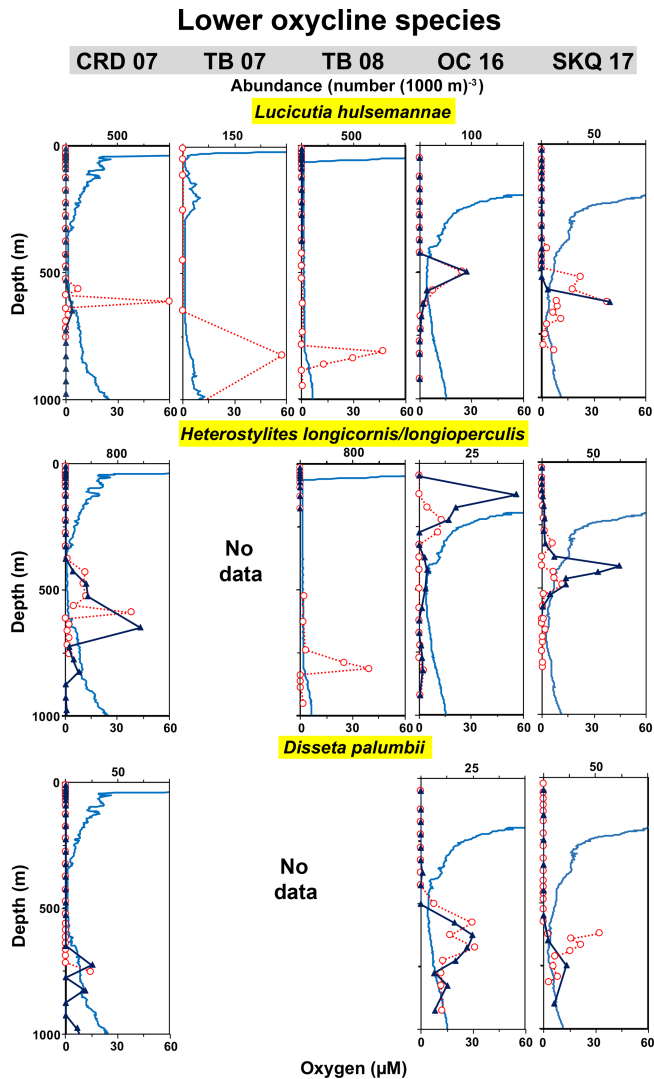 Lower oxycline species
CRD 07 TB 07 TB 08 OC 16 SKQ 17
Abundance (number (1000 m)-3)
Lucicutia hulsemannae
500 150 500 100 50
0
500
1000
Depth (m)
0 30 60 0 30 60 0 30 60 0 30 60 0 30 60
Heterostylites longicornis/longioperculis
800 800 25 50
0
500
1000
Depth (m)
No
data
0 30 60 0 30 60 0 30 60 0 30 60
Disseta palumbii
50 25 50
0
500
1000
Depth (m)
No
data
0 30 60 0 30 60 0 30 60
Oxygen (µM)